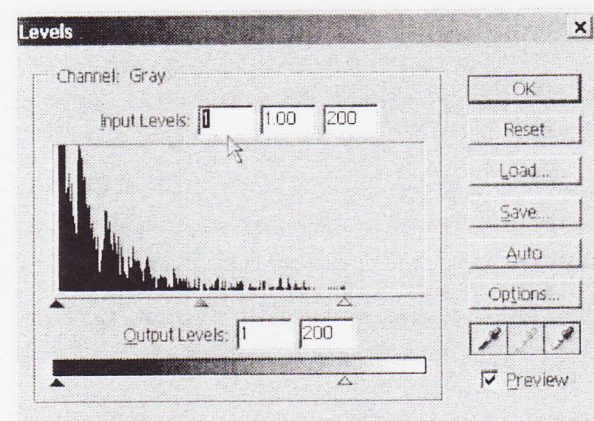 Levels
Channel: Gray
Input Levels: 1 1.00 200
Output Levels: 1 200
OK
Reset
Load...
Save...
Auto
Options...
Preview